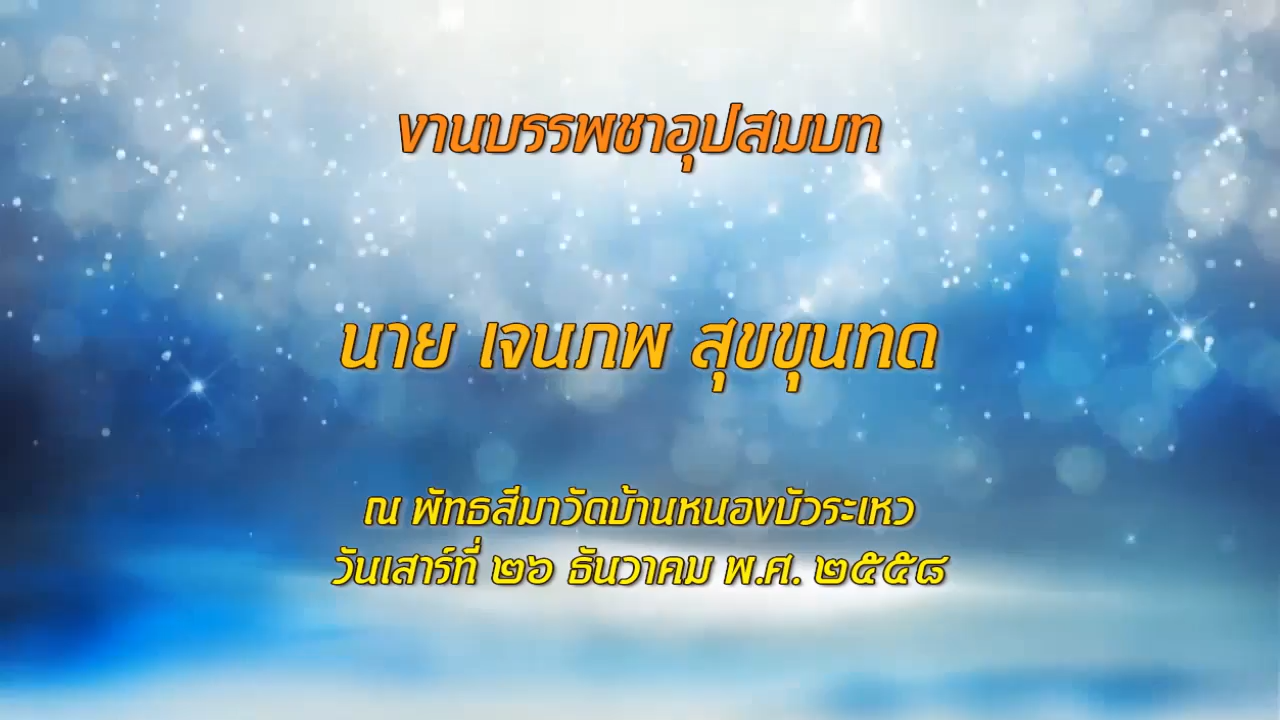 งานบรรพชาอุปสมบท
นาย เจนภพ สุขขุนทด
ณ พัทธสีมาวัดบ้านหนองบัวระเหว
วันเสาร์ที่ ๒๖ ธันวาคม พ.ศ. ๒๕๕๘